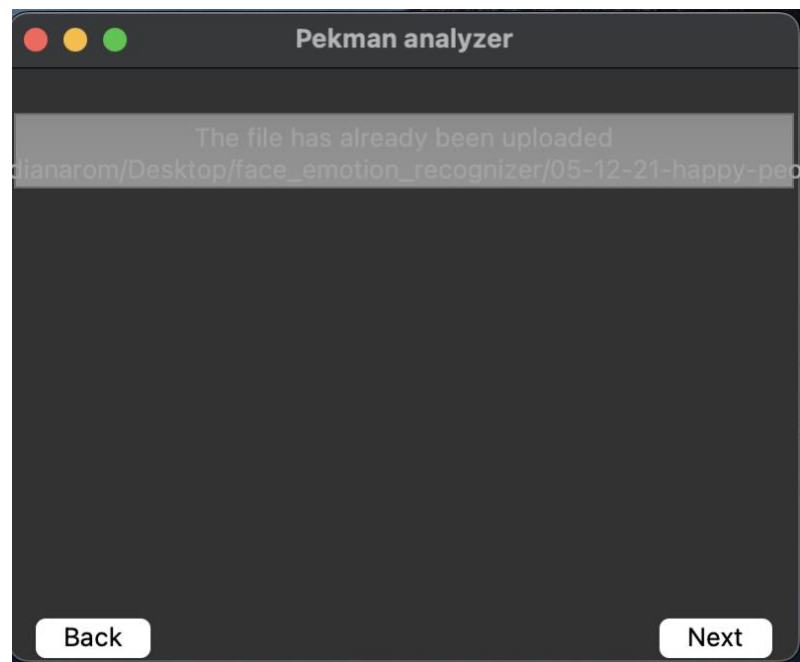 Pekman analyzer
The file has already been uploaded
dianarom/Desktop/face_emotion_recognizer/05-12-21-happy-peo
Back
Next